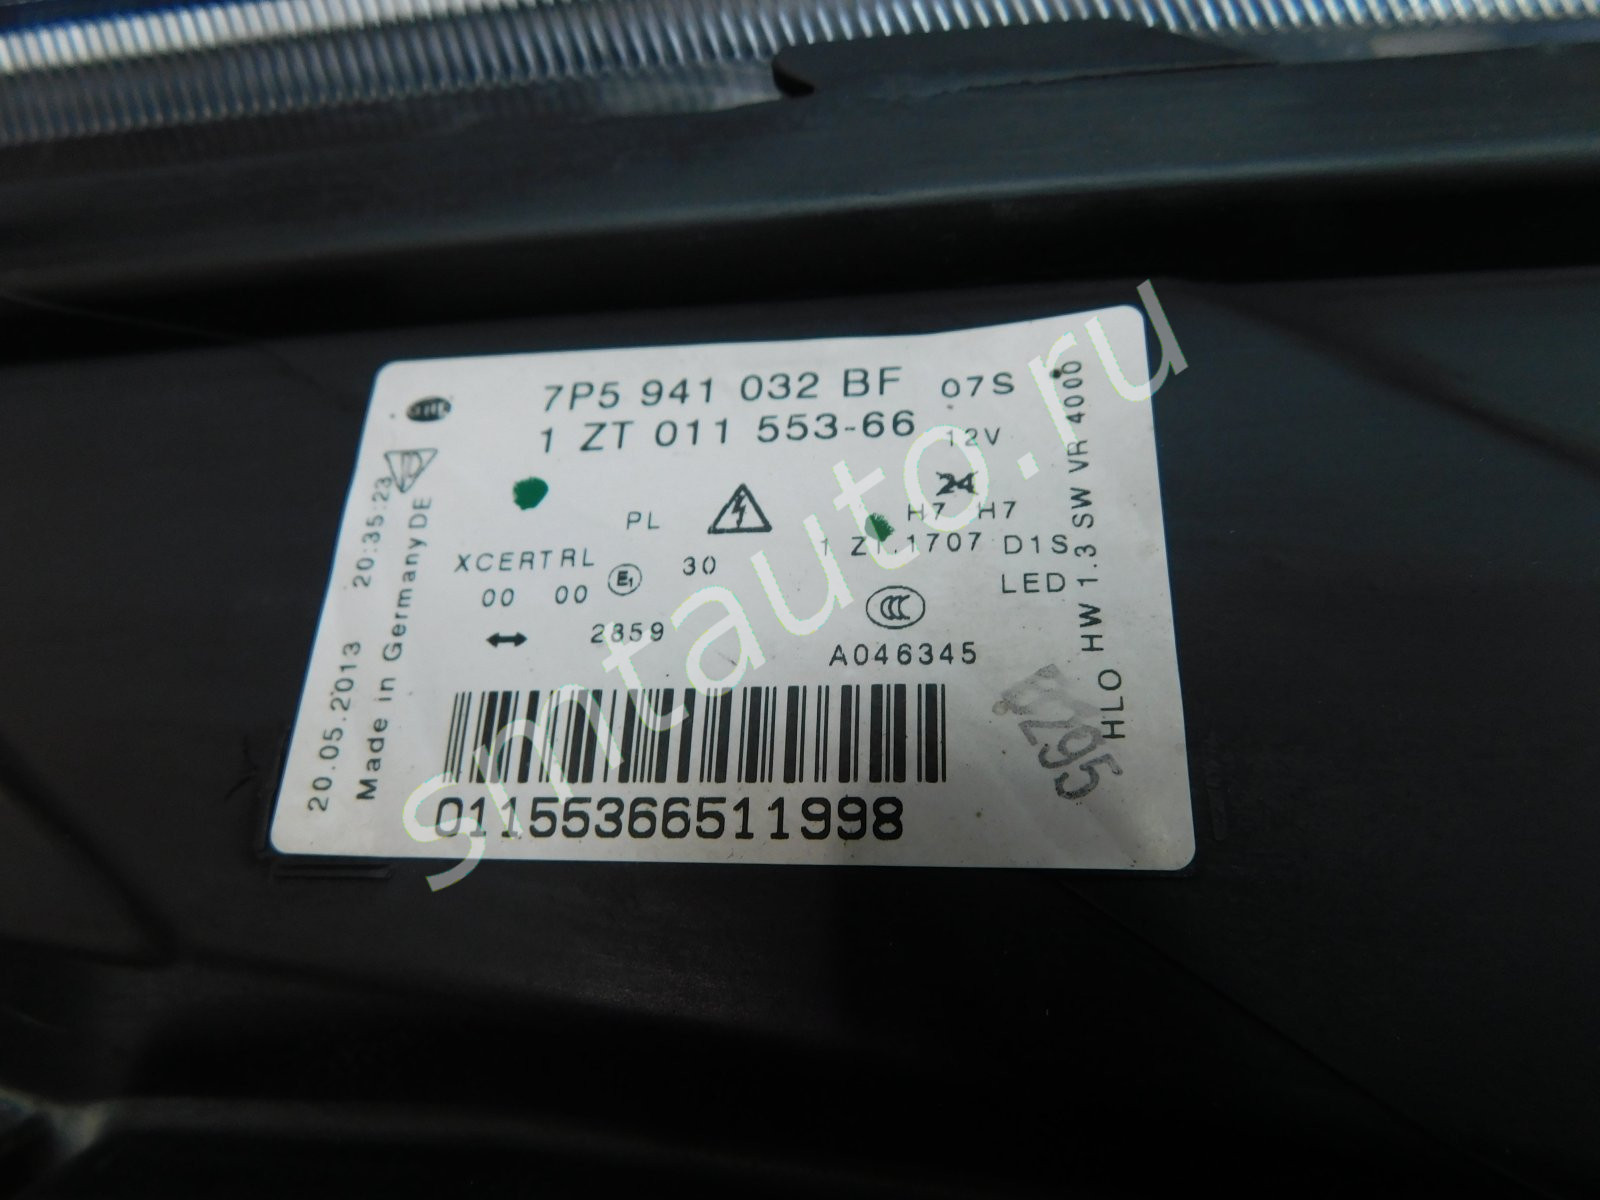 7P5 941 032 BF 07S
1 ZT 011 553-66 12V
24
PL H7 H7
1 ZT.1707 D1S
XCERTRL 30 LED
00 00 E1
2859
A046345
01155366511998
20.05.2013 20:35:23
Made in Germany DE
HLO HW 1.3 SW VR 4000
smtauto.ru